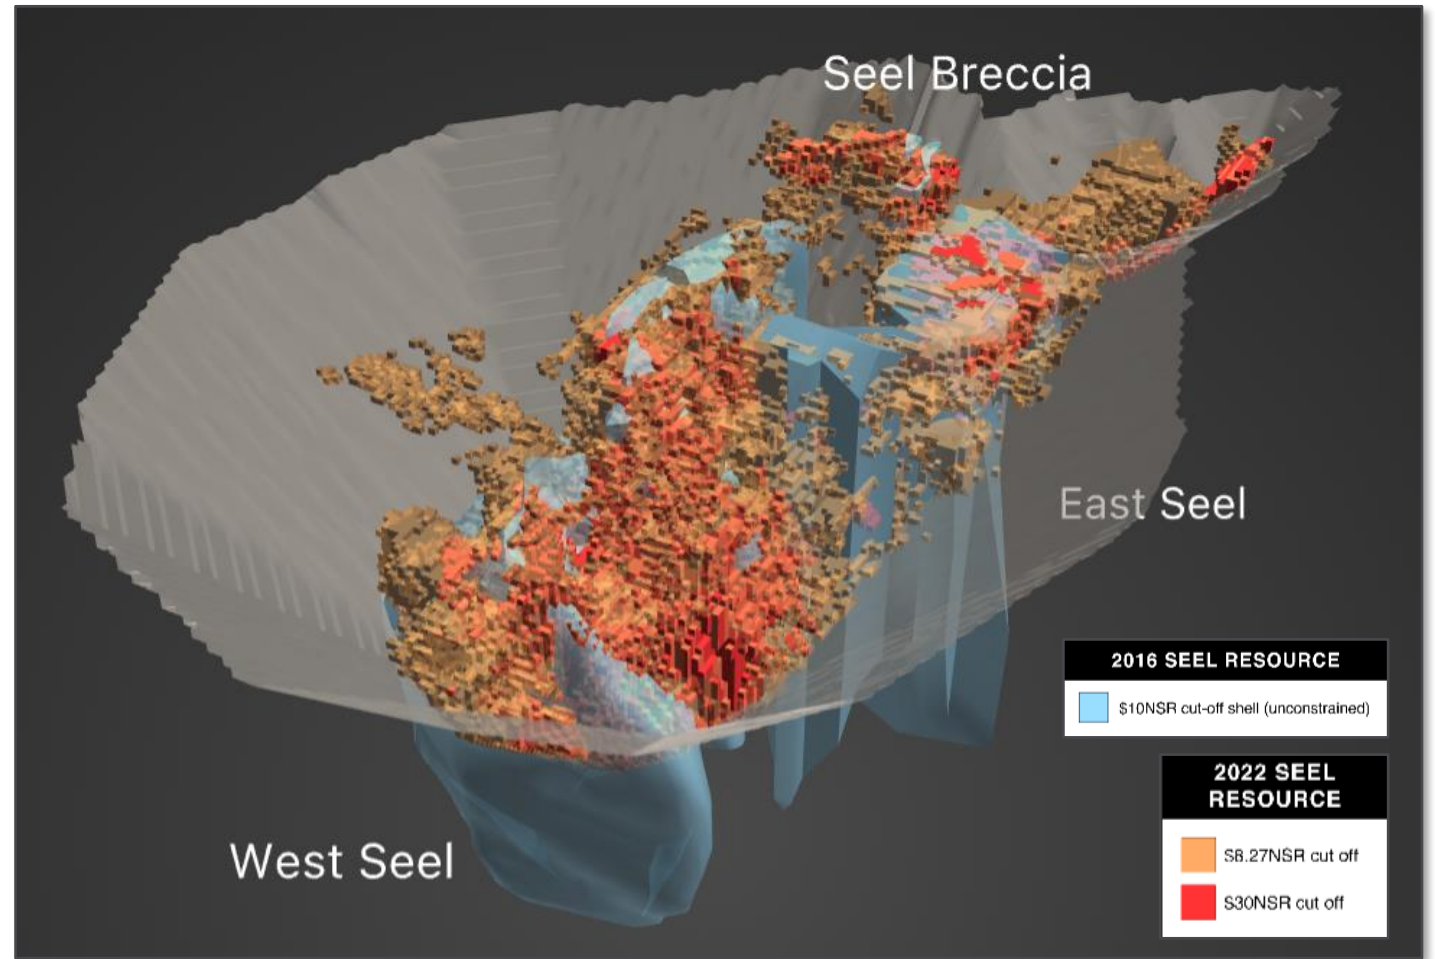 Seel Breccia
East Seel
2016 SEEL RESOURCE
$10NSR cut-off shell (unconstrained)
2022 SEEL
RESOURCE
$8.27NSR cut off
$30NSR cut off
West Seel